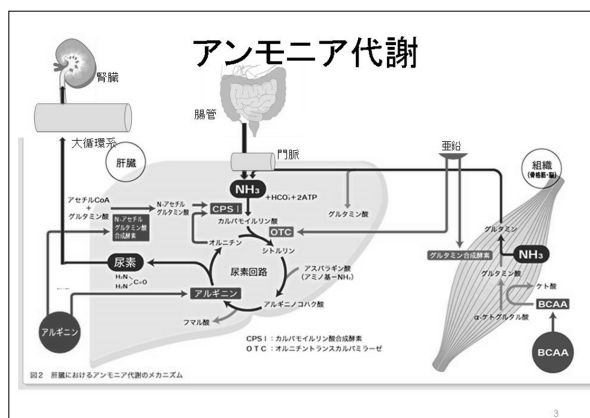 アンモニア代謝
腎臓
大循環系
肝臓
腸管
門脈
亜鉛
組織
(骨格筋・脳)
アセチルCoA
+
グルタミン酸
N-アセチル
グルタミン酸
N-アセチル
グルタミン酸
合成酵素
CPS I
NH₃
+HCO₃+2ATP
カルバモイルリン酸
OTC
オルニチン
シトルリン
尿素回路
アスパラギン酸
(アミノ基-NH₂)
アルギニノコハク酸
アルギニン
フマル酸
尿素
H₂N
H₂N
C=O
アルギニン
グルタミン酸
グルタミン合成酵素
グルタミン
NH₃
グルタミン酸
ケト酸
BCAA
α-ケトグルタル酸
BCAA
CPS I:カルバモイルリン酸合成酵素
OTC:オルニチントランスカルバミラーゼ
図2 肝臓におけるアンモニア代謝のメカニズム
3